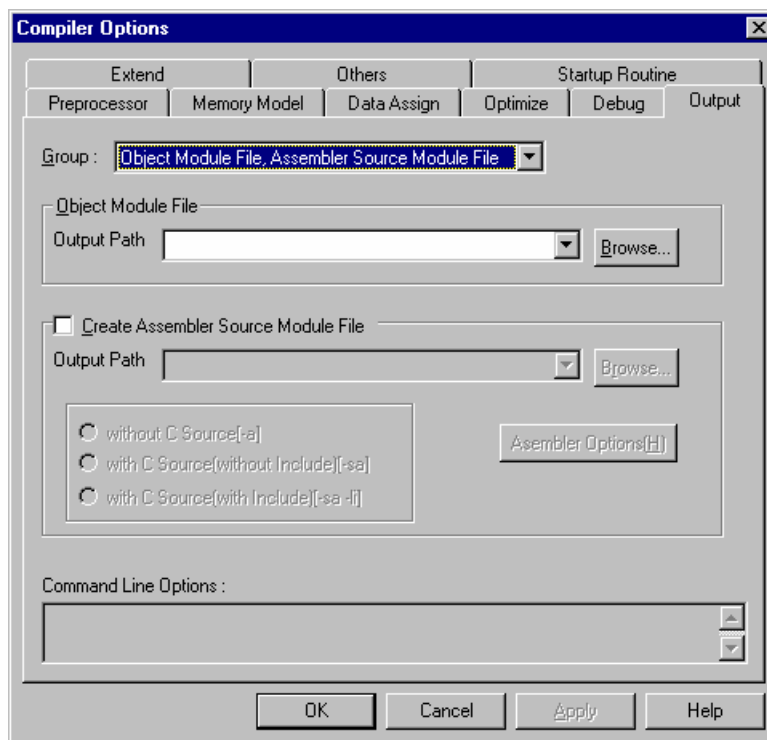 Compiler Options
Extend Others Startup Routine
Preprocessor Memory Model Data Assign Optimize Debug Output
Group : Object Module File, Assembler Source Module File
Object Module File
Output Path Browse...
Create Assembler Source Module File
Output Path Browse...
without C Source[-a]
with C Source(without Include)[-sa]
with C Source(with Include)[-sa -li]
Asembler Options(H)
Command Line Options :
OK Cancel Apply Help